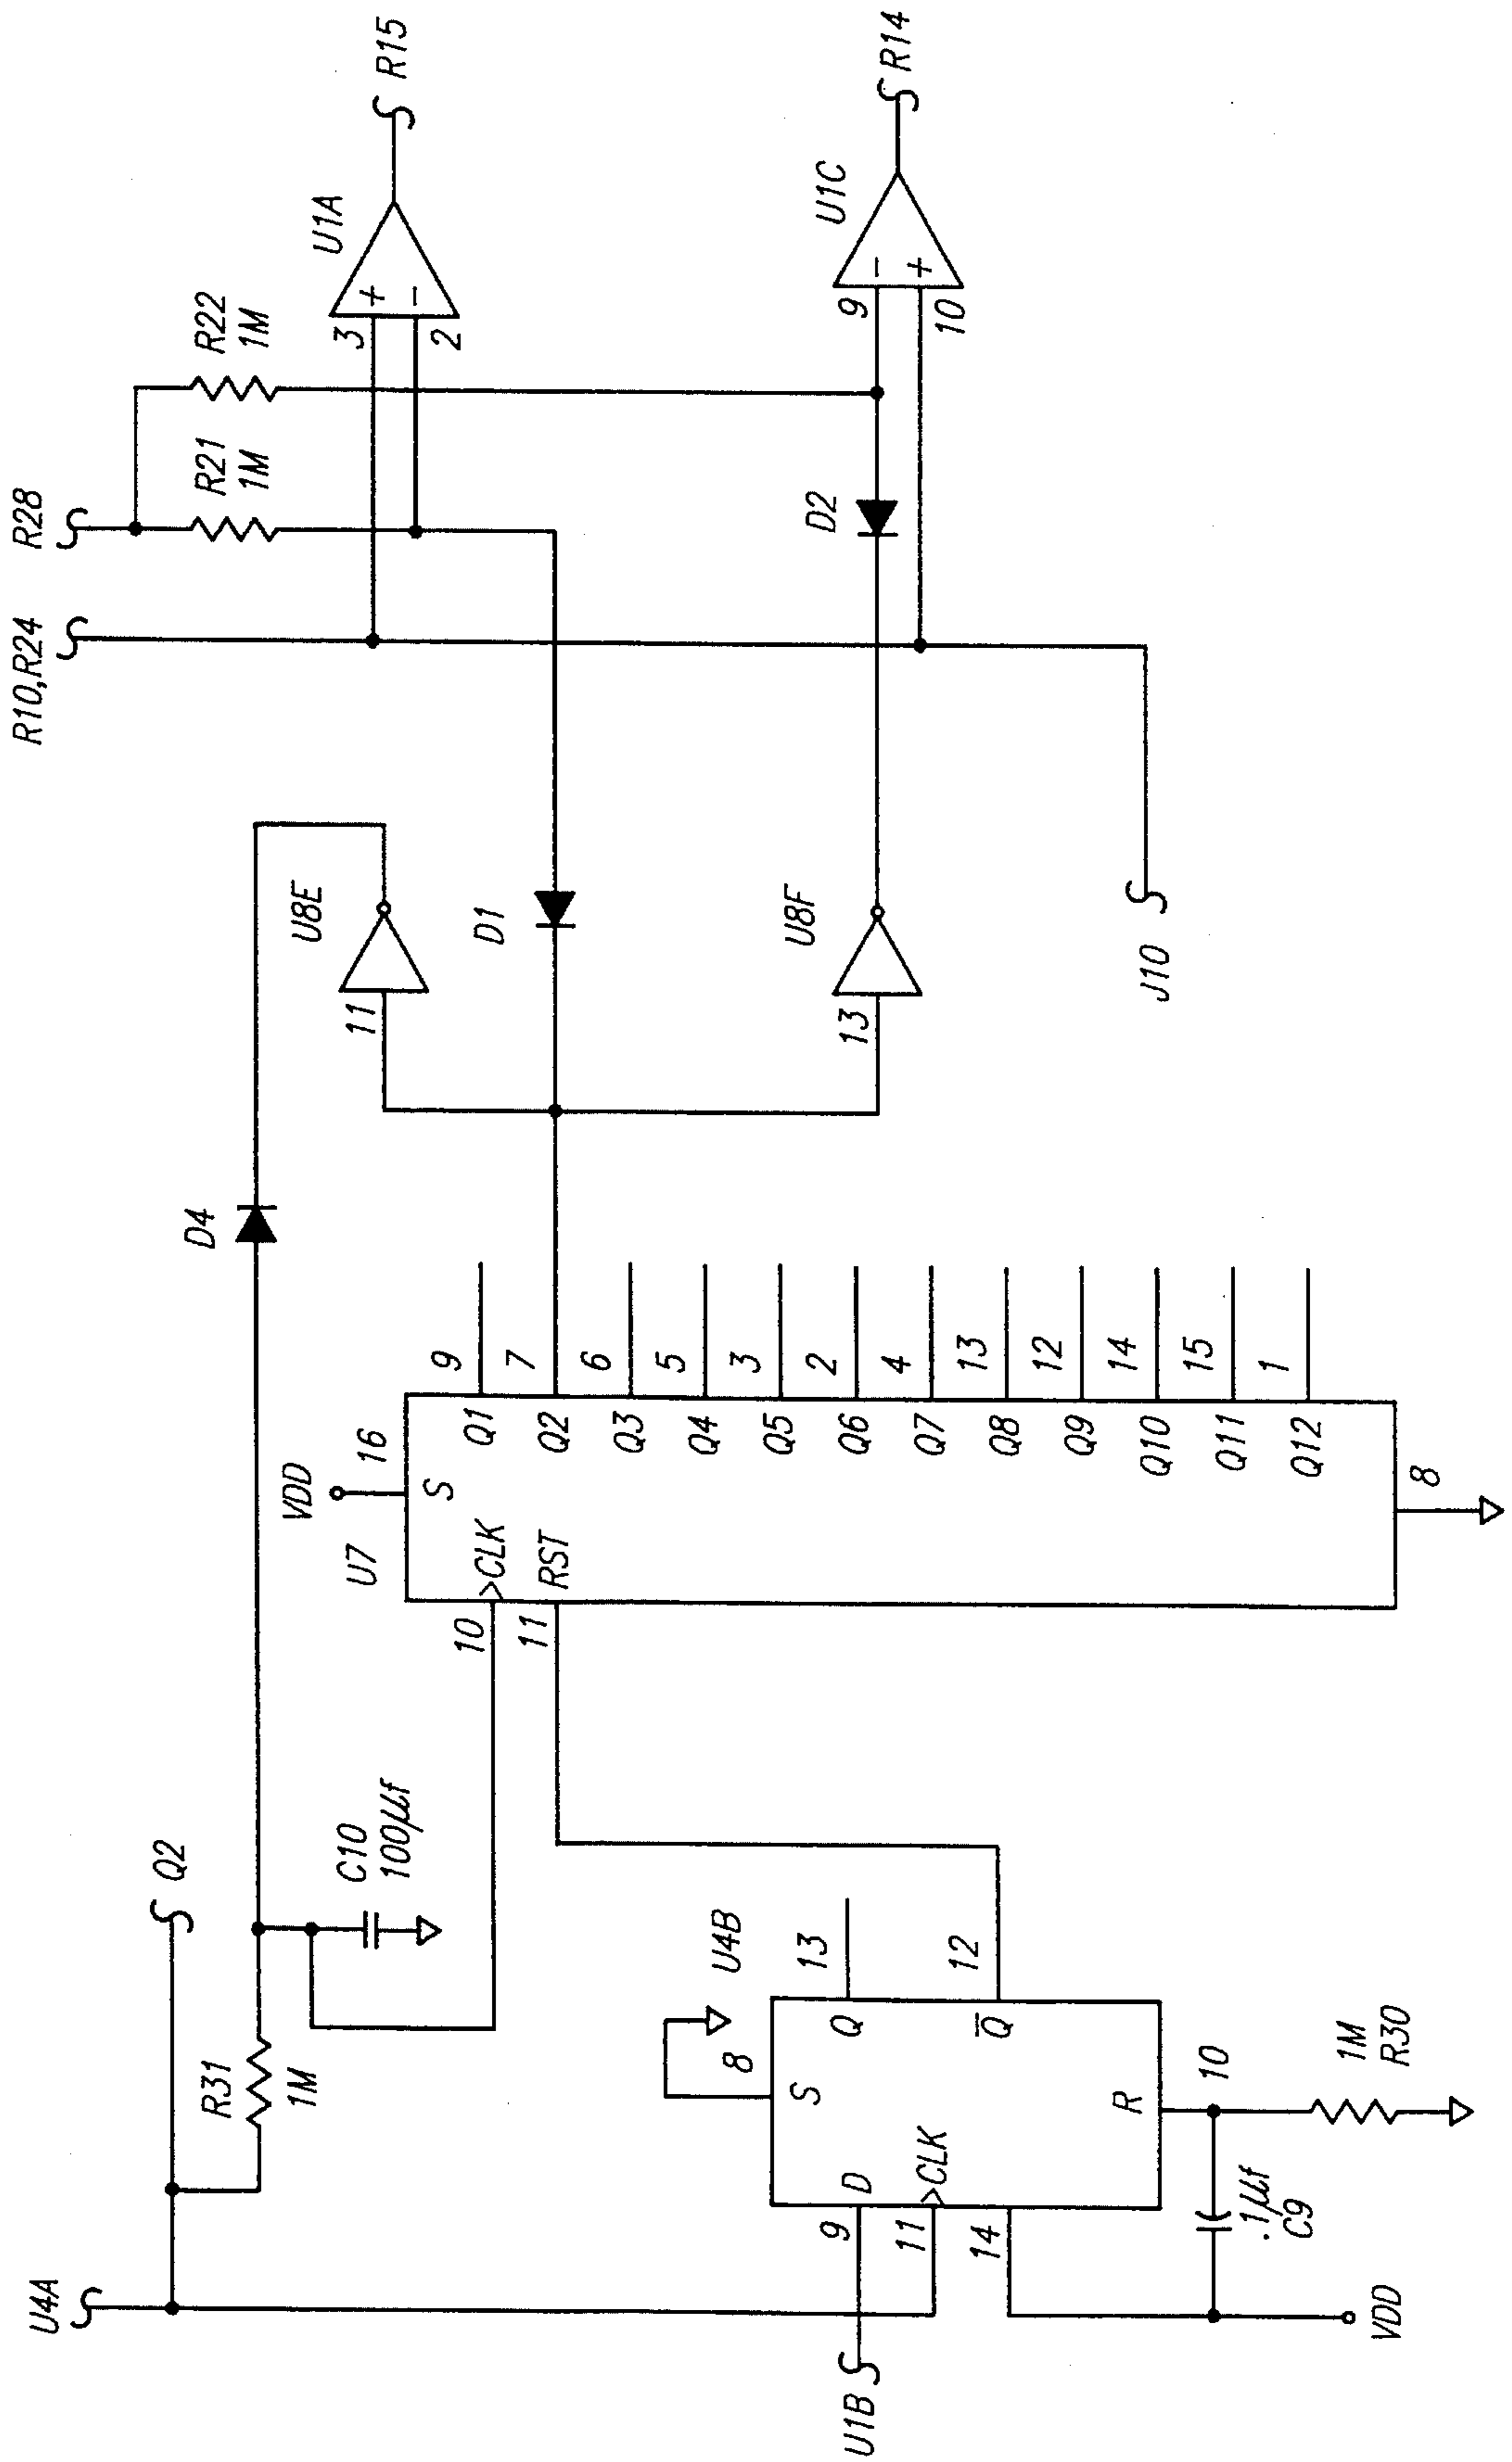 U4A
Q2
R31
1M
C10
100µf
D4
U1B
9
D
11
CLK
14
8
S
U4B
Q
13
Q̅
12
R
10
1M
R30
.1µf
C9
VDD
U7
VDD
16
S
10
CLK
11
RST
Q1
9
Q2
7
Q3
6
Q4
5
Q5
3
Q6
2
Q7
4
Q8
13
Q9
12
Q10
14
Q11
15
Q12
1
8
11
U8E
D1
13
U8F
J10
R10,R24
R28
R21
1M
R22
1M
D2
3
+
2
-
U1A
R15
9
-
10
+
U1C
R14